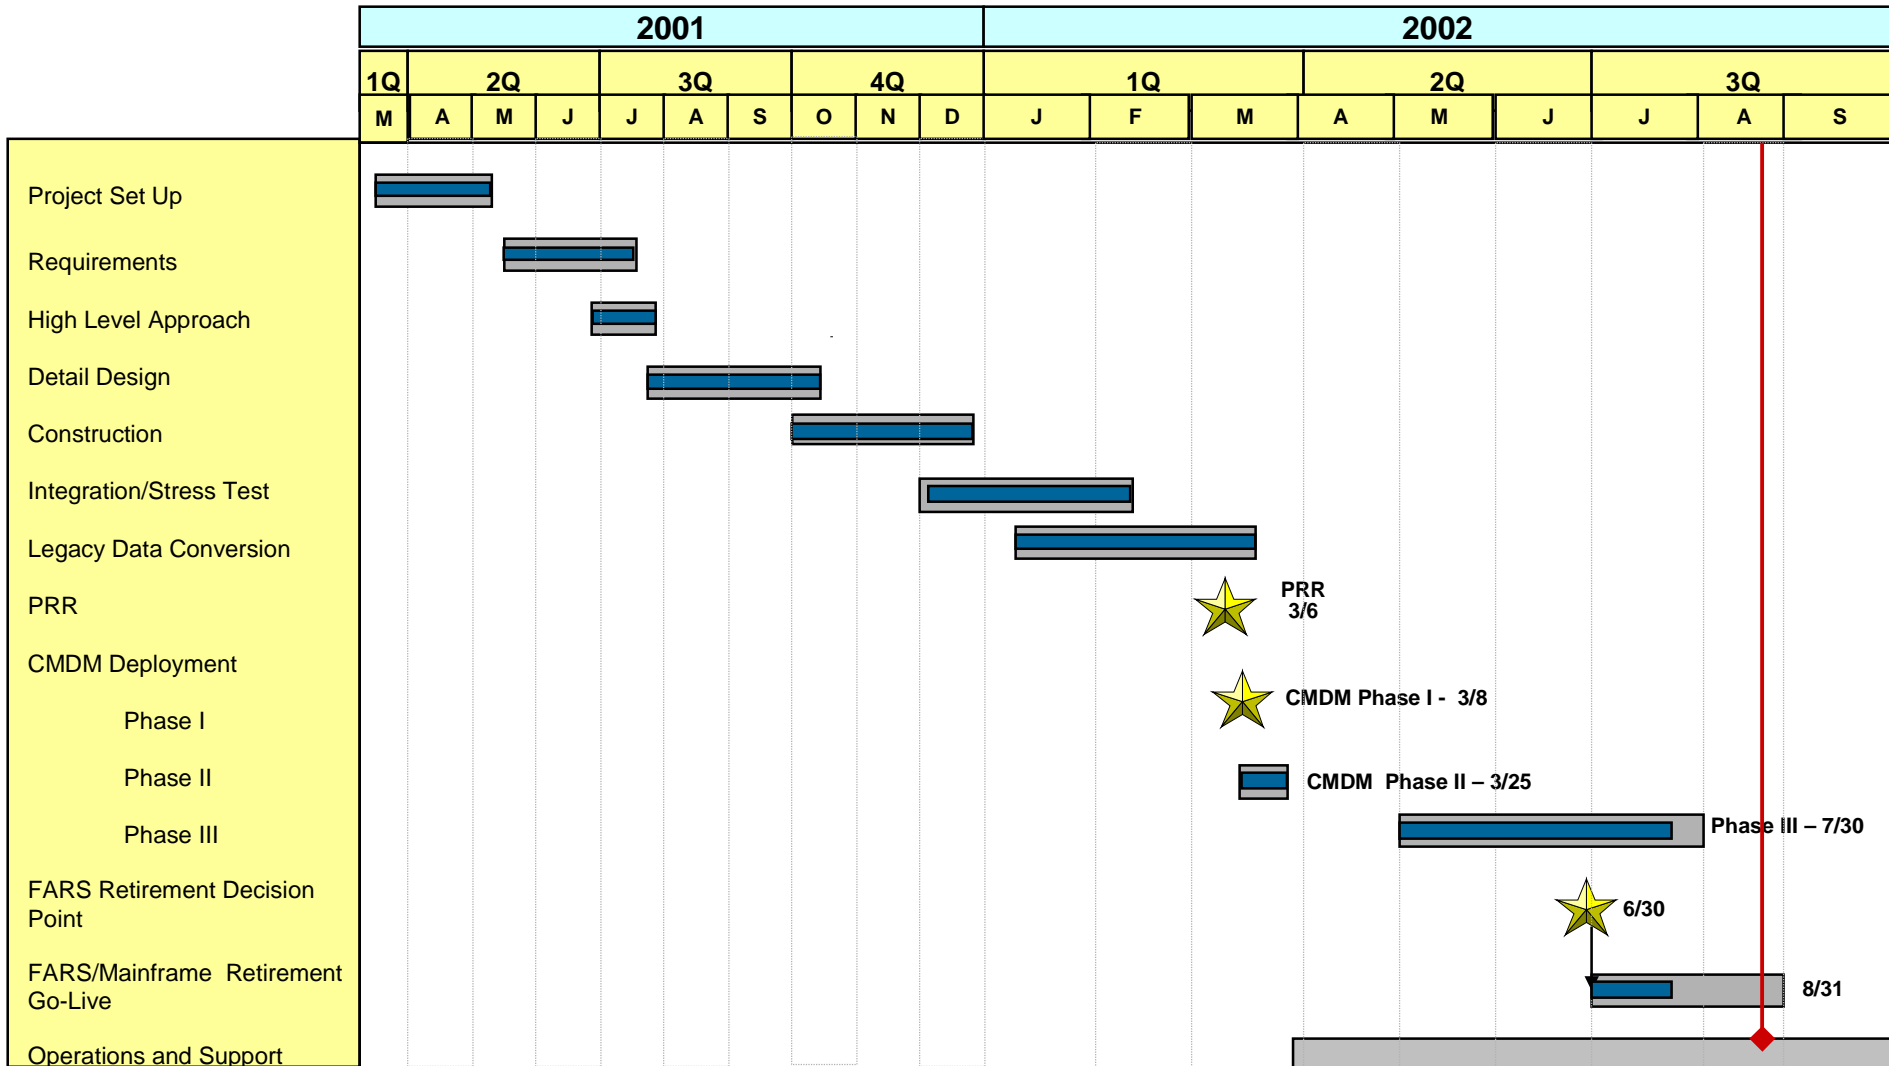 2001 2002
1Q 2Q 3Q 4Q 1Q 2Q 3Q
M A M J J A S O N D J F M A M J J A S
Project Set Up
Requirements
High Level Approach
Detail Design
Construction
Integration/Stress Test
Legacy Data Conversion
PRR
PRR
3/6
CMDM Deployment
CMDM Phase I - 3/8
Phase I
Phase II
CMDM Phase II – 3/25
Phase III
Phase III – 7/30
FARS Retirement Decision
Point
6/30
FARS/Mainframe Retirement
Go-Live
8/31
Operations and Support